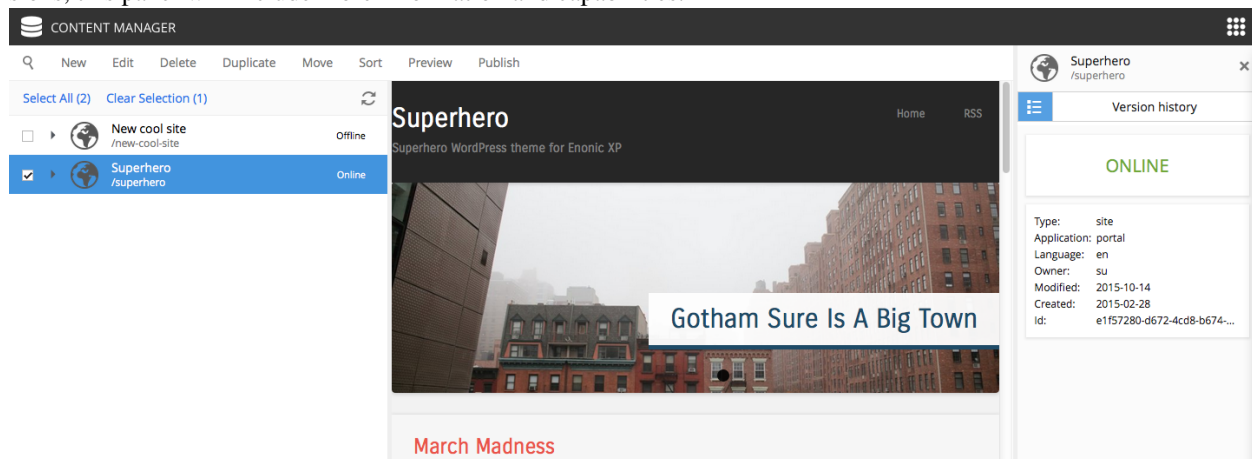 CONTENT MANAGER
New Edit Delete Duplicate Move Sort Preview Publish
Select All (2) Clear Selection (1)
New cool site
/new-cool-site
Offline
Superhero
/superhero
Online
Superhero
Home RSS
Superhero WordPress theme for Enonic XP
Gotham Sure Is A Big Town
March Madness
Superhero
/superhero
Version history
ONLINE
Type: site
Application: portal
Language: en
Owner: su
Modified: 2015-10-14
Created: 2015-02-28
Id: e1f57280-d672-4cd8-b674-...